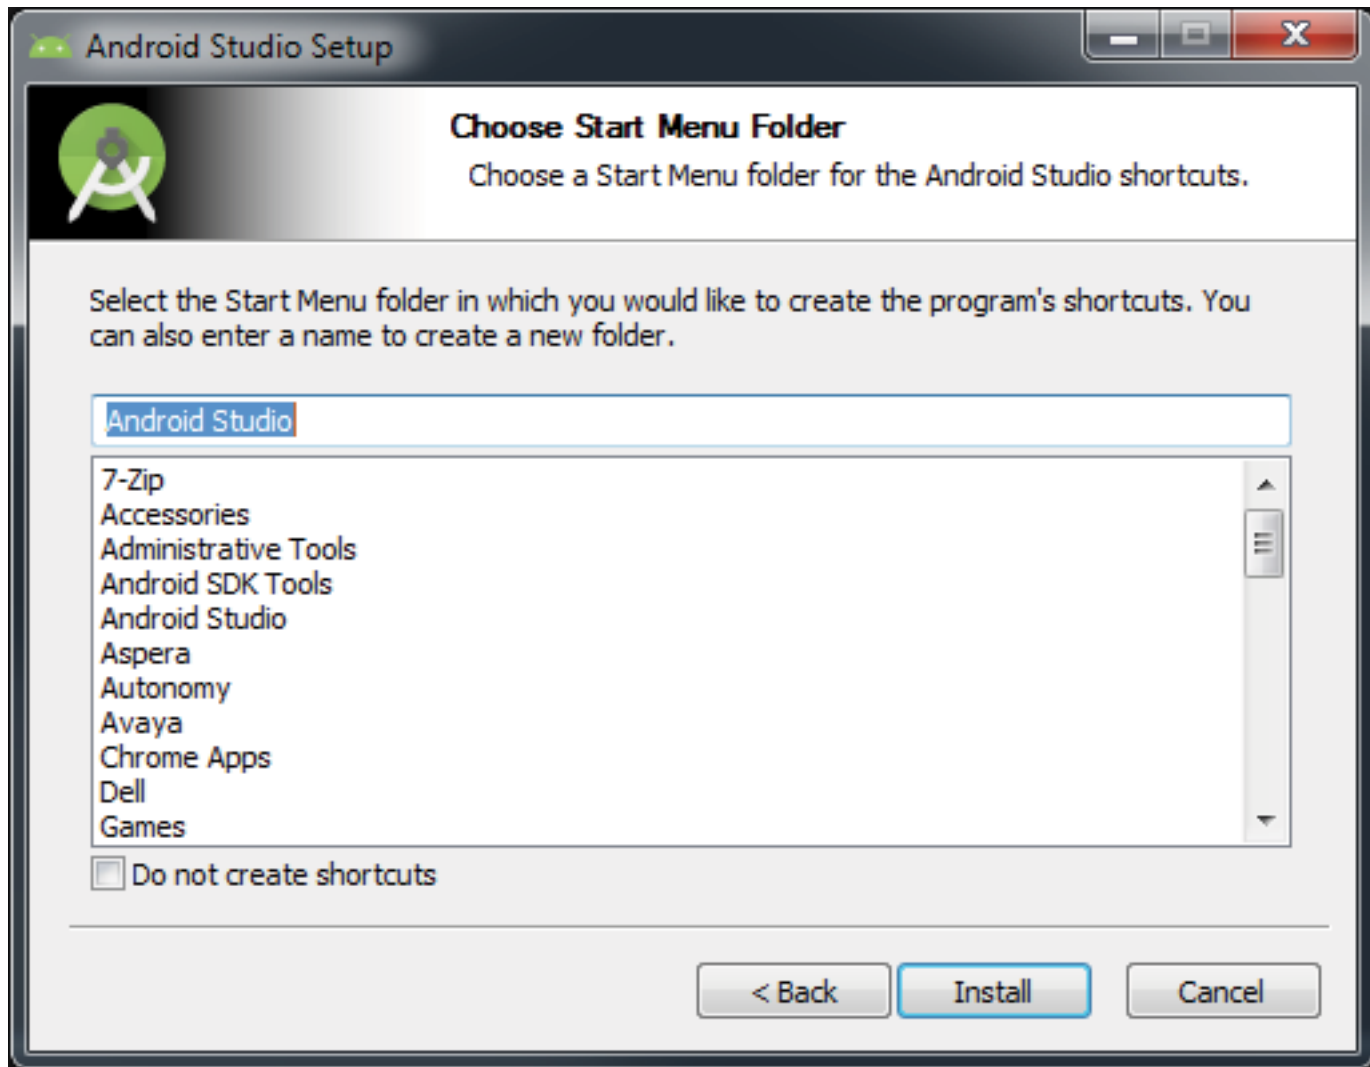 Android Studio Setup
Choose Start Menu Folder
Choose a Start Menu folder for the Android Studio shortcuts.
Select the Start Menu folder in which you would like to create the program's shortcuts. You
can also enter a name to create a new folder.
Android Studio
7-Zip
Accessories
Administrative Tools
Android SDK Tools
Android Studio
Aspera
Autonomy
Avaya
Chrome Apps
Dell
Games
Do not create shortcuts
< Back
Install
Cancel